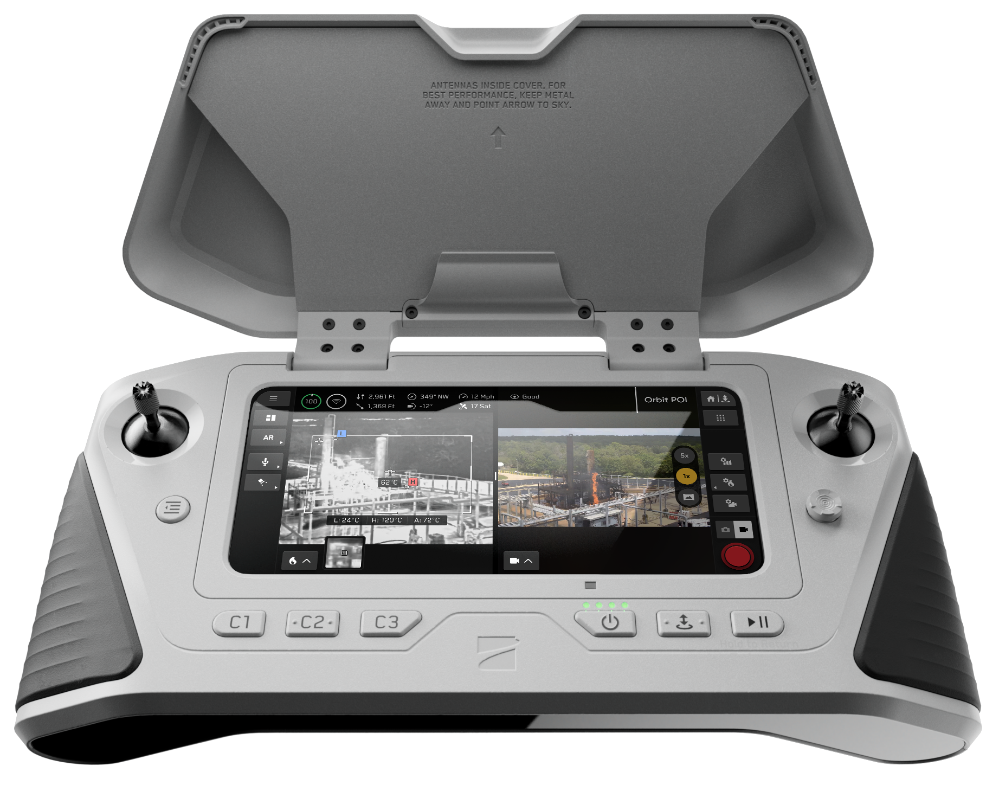 ANTENNAS INSIDE COVER. FOR
BEST PERFORMANCE, KEEP METAL
AWAY AND POINT ARROW TO SKY.
100
2,961 Ft
349° NW
12 Mph
Good
1,369 Ft
-12°
17 Sat
Orbit POI
AR
L
62°C
H
L: 24°C
H: 120°C
A: 72°C
5x
1x
C1
C2
C3
Hold to Return